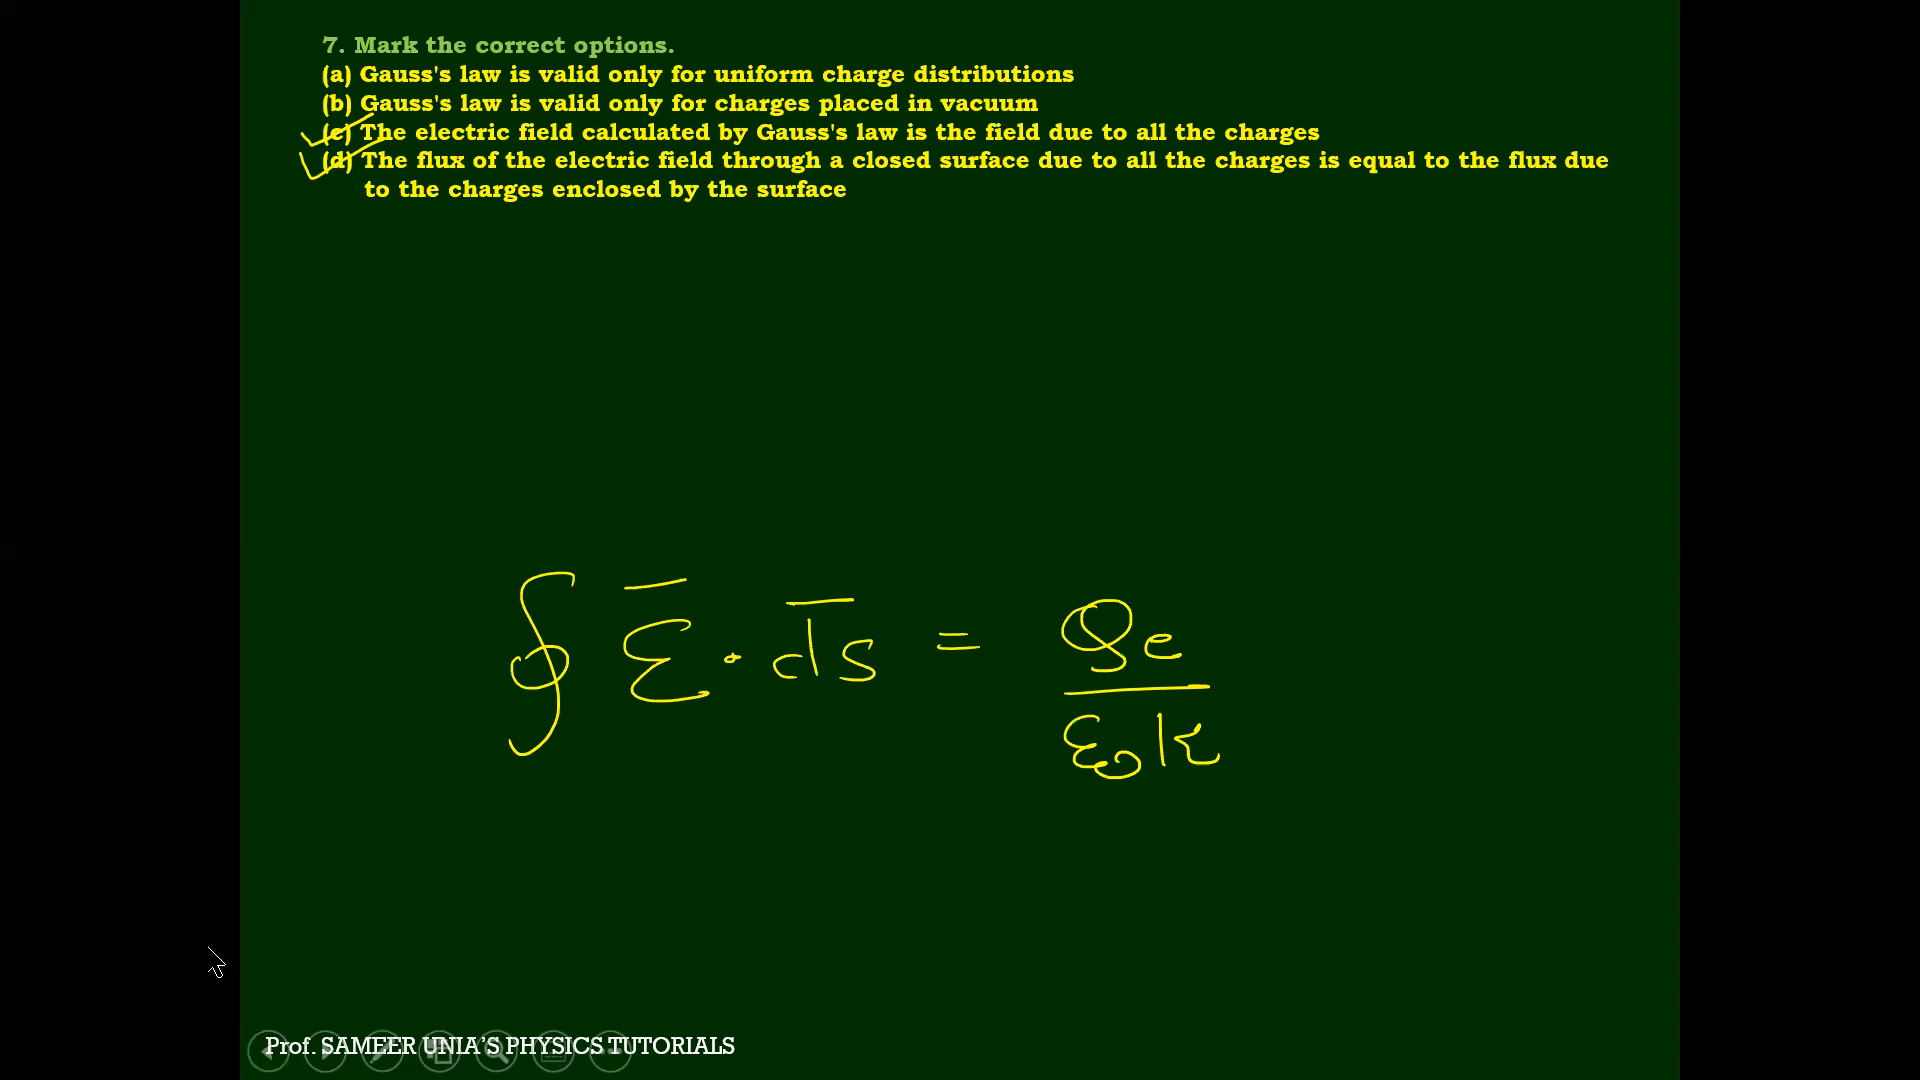 7. Mark the correct options.
(a) Gauss's law is valid only for uniform charge distributions
(b) Gauss's law is valid only for charges placed in vacuum
(c) The electric field calculated by Gauss's law is the field due to all the charges
(d) The flux of the electric field through a closed surface due to all the charges is equal to the flux due
to the charges enclosed by the surface
∮ E̅ · d̅s̅ = Qe / ε₀k
Prof. SAMEER UNIA’S PHYSICS TUTORIALS